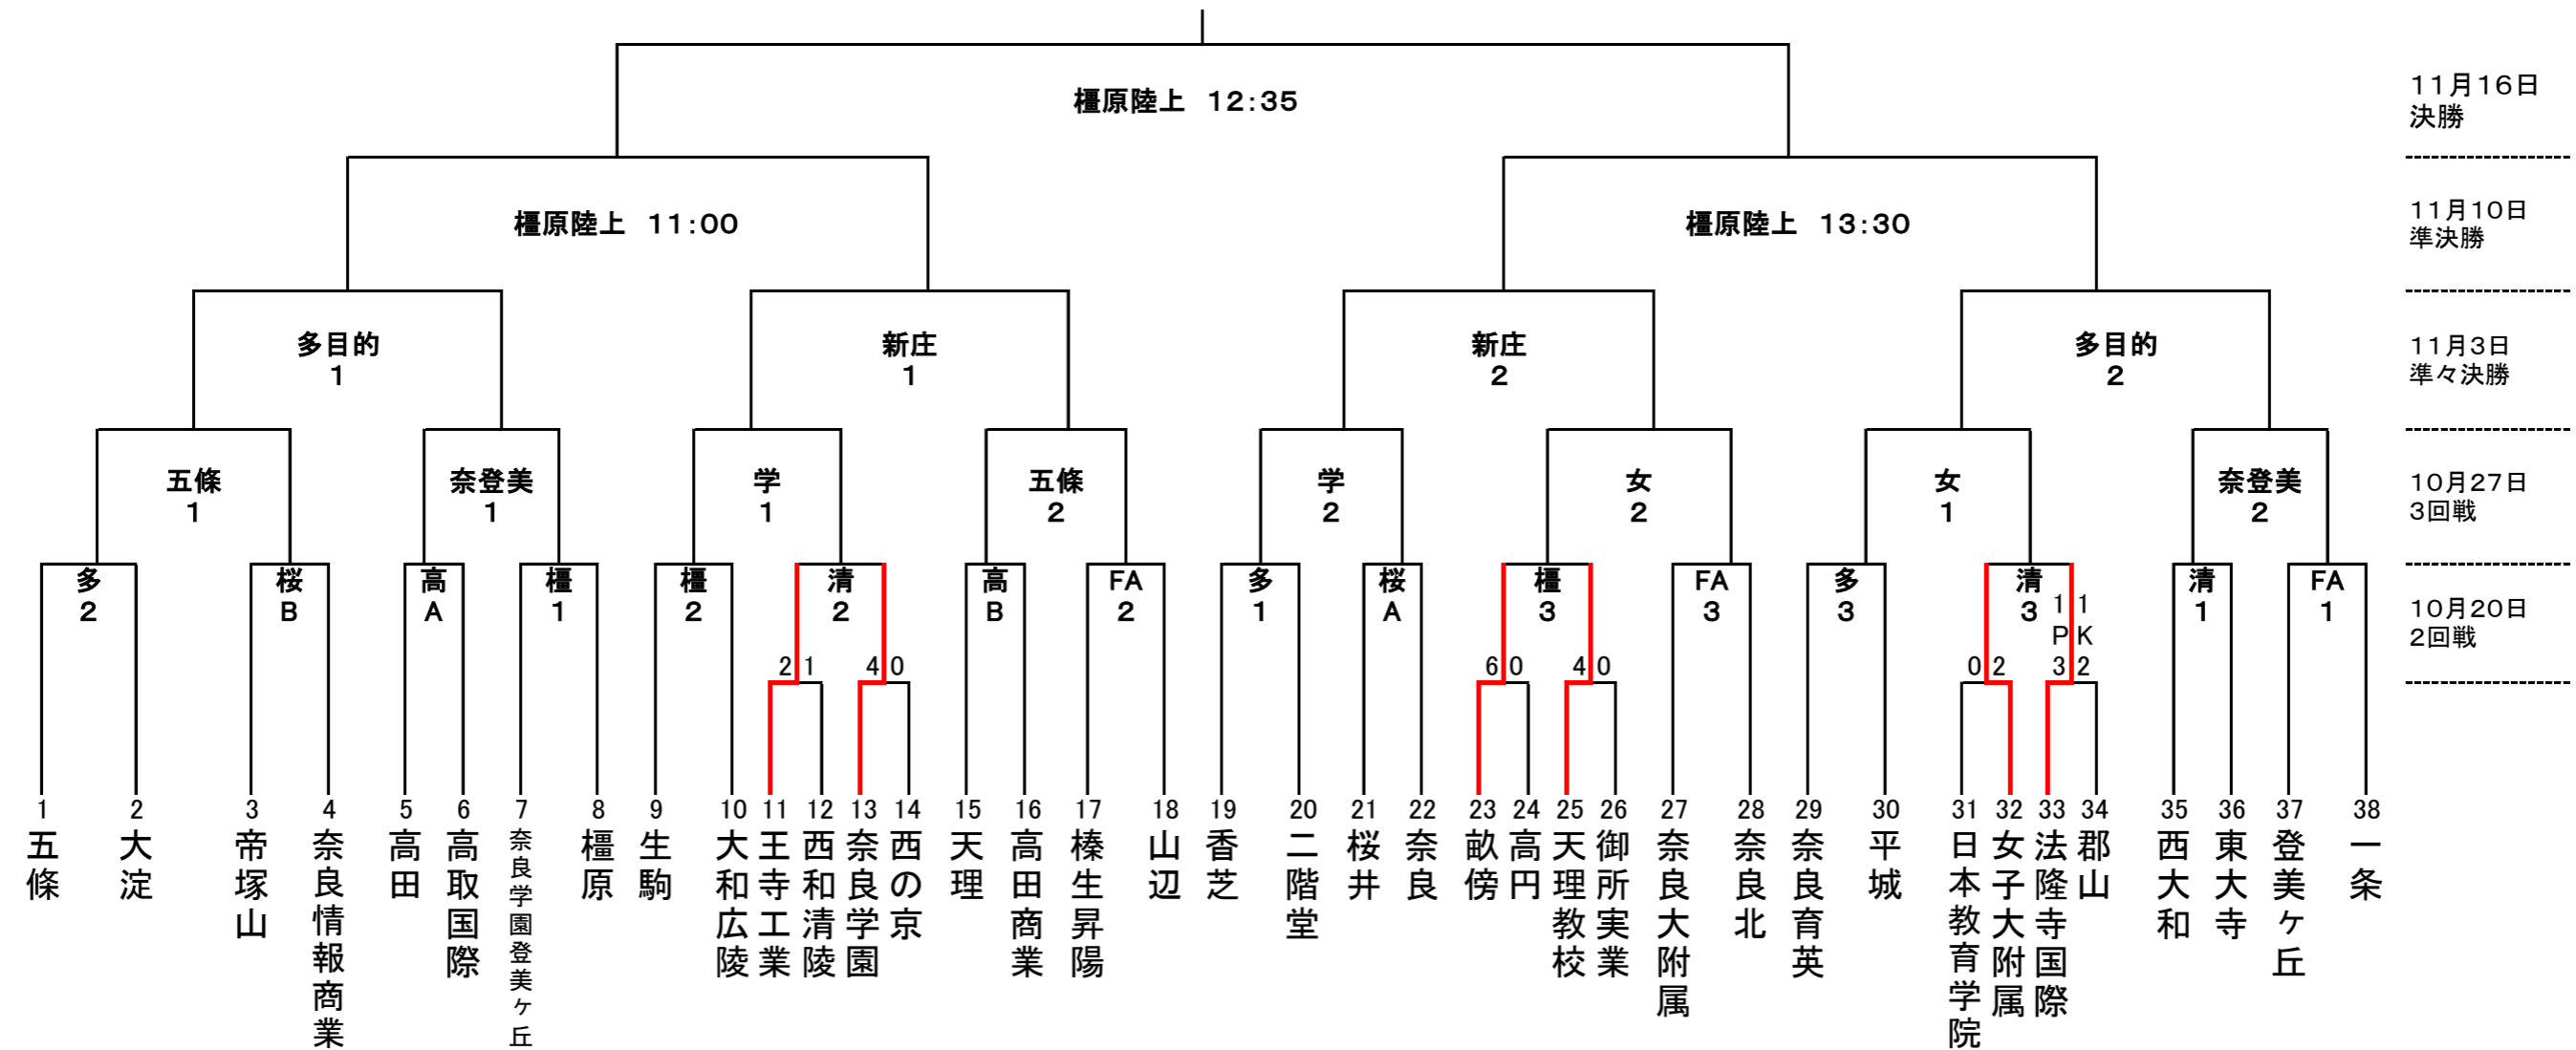 橿原陸上 12:35
11月16日
決勝
橿原陸上 11:00
橿原陸上 13:30
11月10日
準決勝
多目的
1
新庄
1
新庄
2
多目的
2
11月3日
準々決勝
五條
1
奈登美
1
学
1
五條
2
学
2
女
2
女
1
奈登美
2
10月27日
3回戦
多
2
桜
B
高
A
橿
1
橿
2
清
2
高
B
FA
2
多
1
桜
A
橿
3
FA
3
多
3
清
3
清
1
FA
1
10月20日
2回戦
2 1
4 0
6 0
4 0
0 2
1 1
P K
3 2
1 五條
2 大淀
3 帝塚山
4 奈良情報商業
5 高田
6 高取国際
7 奈良学園登美ヶ丘
8 橿原
9 生駒
10 大和広陵
11 王寺工業
12 西和清陵
13 奈良学園
14 西の京
15 天理
16 高田商業
17 榛生昇陽
18 山辺
19 香芝
20 二階堂
21 桜井
22 奈良
23 畝傍
24 高円
25 天理教校
26 御所実業
27 奈良大附属
28 奈良北
29 奈良育英
30 平城
31 日本教育学院
32 女子大附属
33 法隆寺国際
34 郡山
35 西大和
36 東大寺
37 登美ヶ丘
38 一条